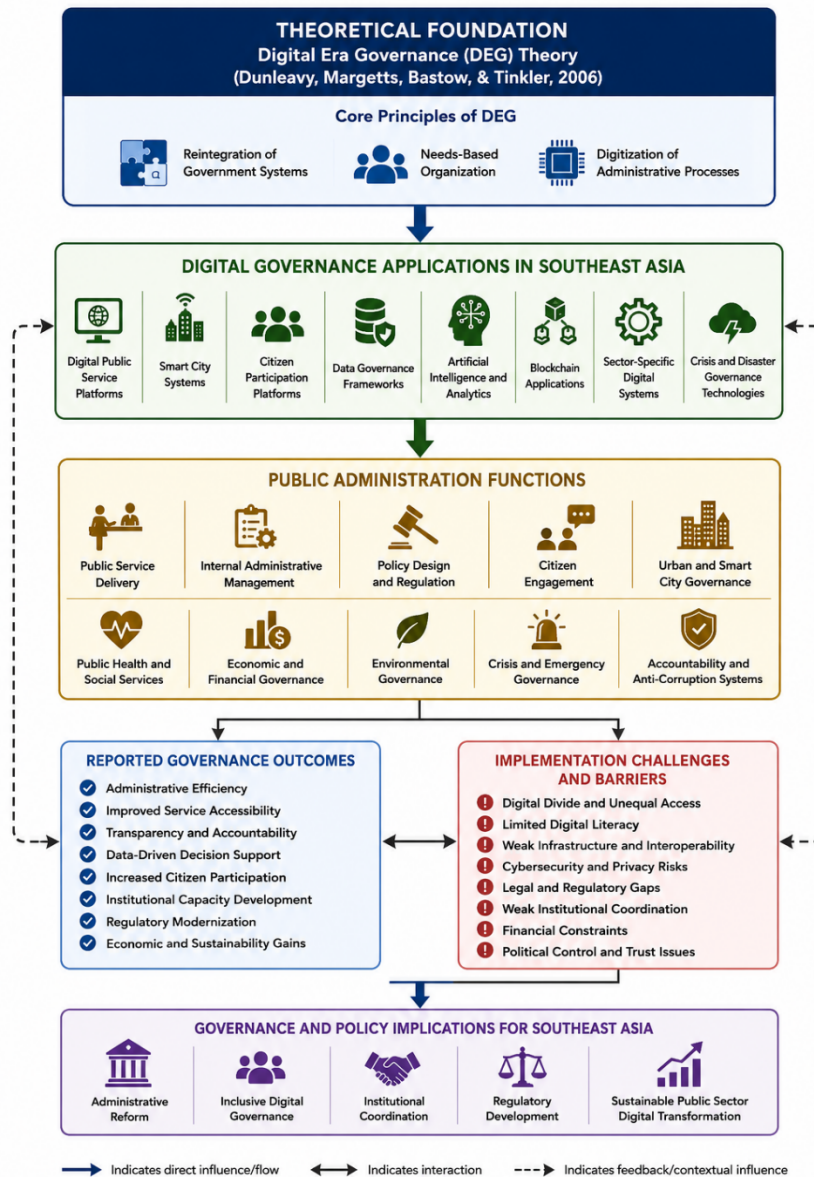 THEORETICAL FOUNDATION
Digital Era Governance (DEG) Theory
(Dunleavy, Margetts, Bastow, & Tinkler, 2006)
Core Principles of DEG
Reintegration of
Government Systems
Needs-Based
Organization
Digitization of
Administrative Processes
DIGITAL GOVERNANCE APPLICATIONS IN SOUTHEAST ASIA
Digital Public
Service
Platforms
Smart City
Systems
Citizen
Participation
Platforms
Data Governance
Frameworks
Artificial
Intelligence and
Analytics
Blockchain
Applications
Sector-Specific
Digital
Systems
Crisis and Disaster
Governance
Technologies
PUBLIC ADMINISTRATION FUNCTIONS
Public Service
Delivery
Internal Administrative
Management
Policy Design
and Regulation
Citizen
Engagement
Urban and Smart
City Governance
Public Health and
Social Services
Economic and
Financial Governance
Environmental
Governance
Crisis and Emergency
Governance
Accountability and
Anti-Corruption Systems
REPORTED GOVERNANCE OUTCOMES
Administrative Efficiency
Improved Service Accessibility
Transparency and Accountability
Data-Driven Decision Support
Increased Citizen Participation
Institutional Capacity Development
Regulatory Modernization
Economic and Sustainability Gains
IMPLEMENTATION CHALLENGES
AND BARRIERS
Digital Divide and Unequal Access
Limited Digital Literacy
Weak Infrastructure and Interoperability
Cybersecurity and Privacy Risks
Legal and Regulatory Gaps
Weak Institutional Coordination
Financial Constraints
Political Control and Trust Issues
GOVERNANCE AND POLICY IMPLICATIONS FOR SOUTHEAST ASIA
Administrative
Reform
Inclusive Digital
Governance
Institutional
Coordination
Regulatory
Development
Sustainable Public Sector
Digital Transformation
Indicates direct influence/flow
Indicates interaction
Indicates feedback/contextual influence